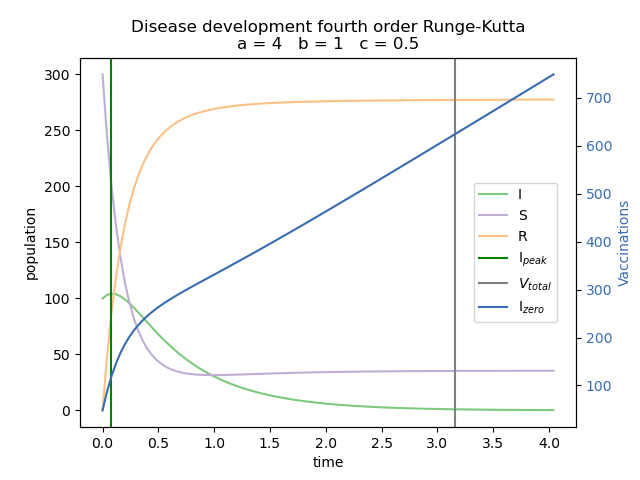 Disease development fourth order Runge-Kutta
a = 4   b = 1   c = 0.5
300
250
200
150
100
50
0
population
0.0 0.5 1.0 1.5 2.0 2.5 3.0 3.5 4.0
time
700
600
500
400
300
200
100
Vaccinations
I
S
R
I_peak
V_total
I_zero